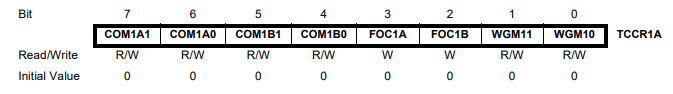 Bit 7 6 5 4 3 2 1 0
COM1A1 COM1A0 COM1B1 COM1B0 FOC1A FOC1B WGM11 WGM10 TCCR1A
Read/Write R/W R/W R/W R/W W W R/W R/W
Initial Value 0 0 0 0 0 0 0 0